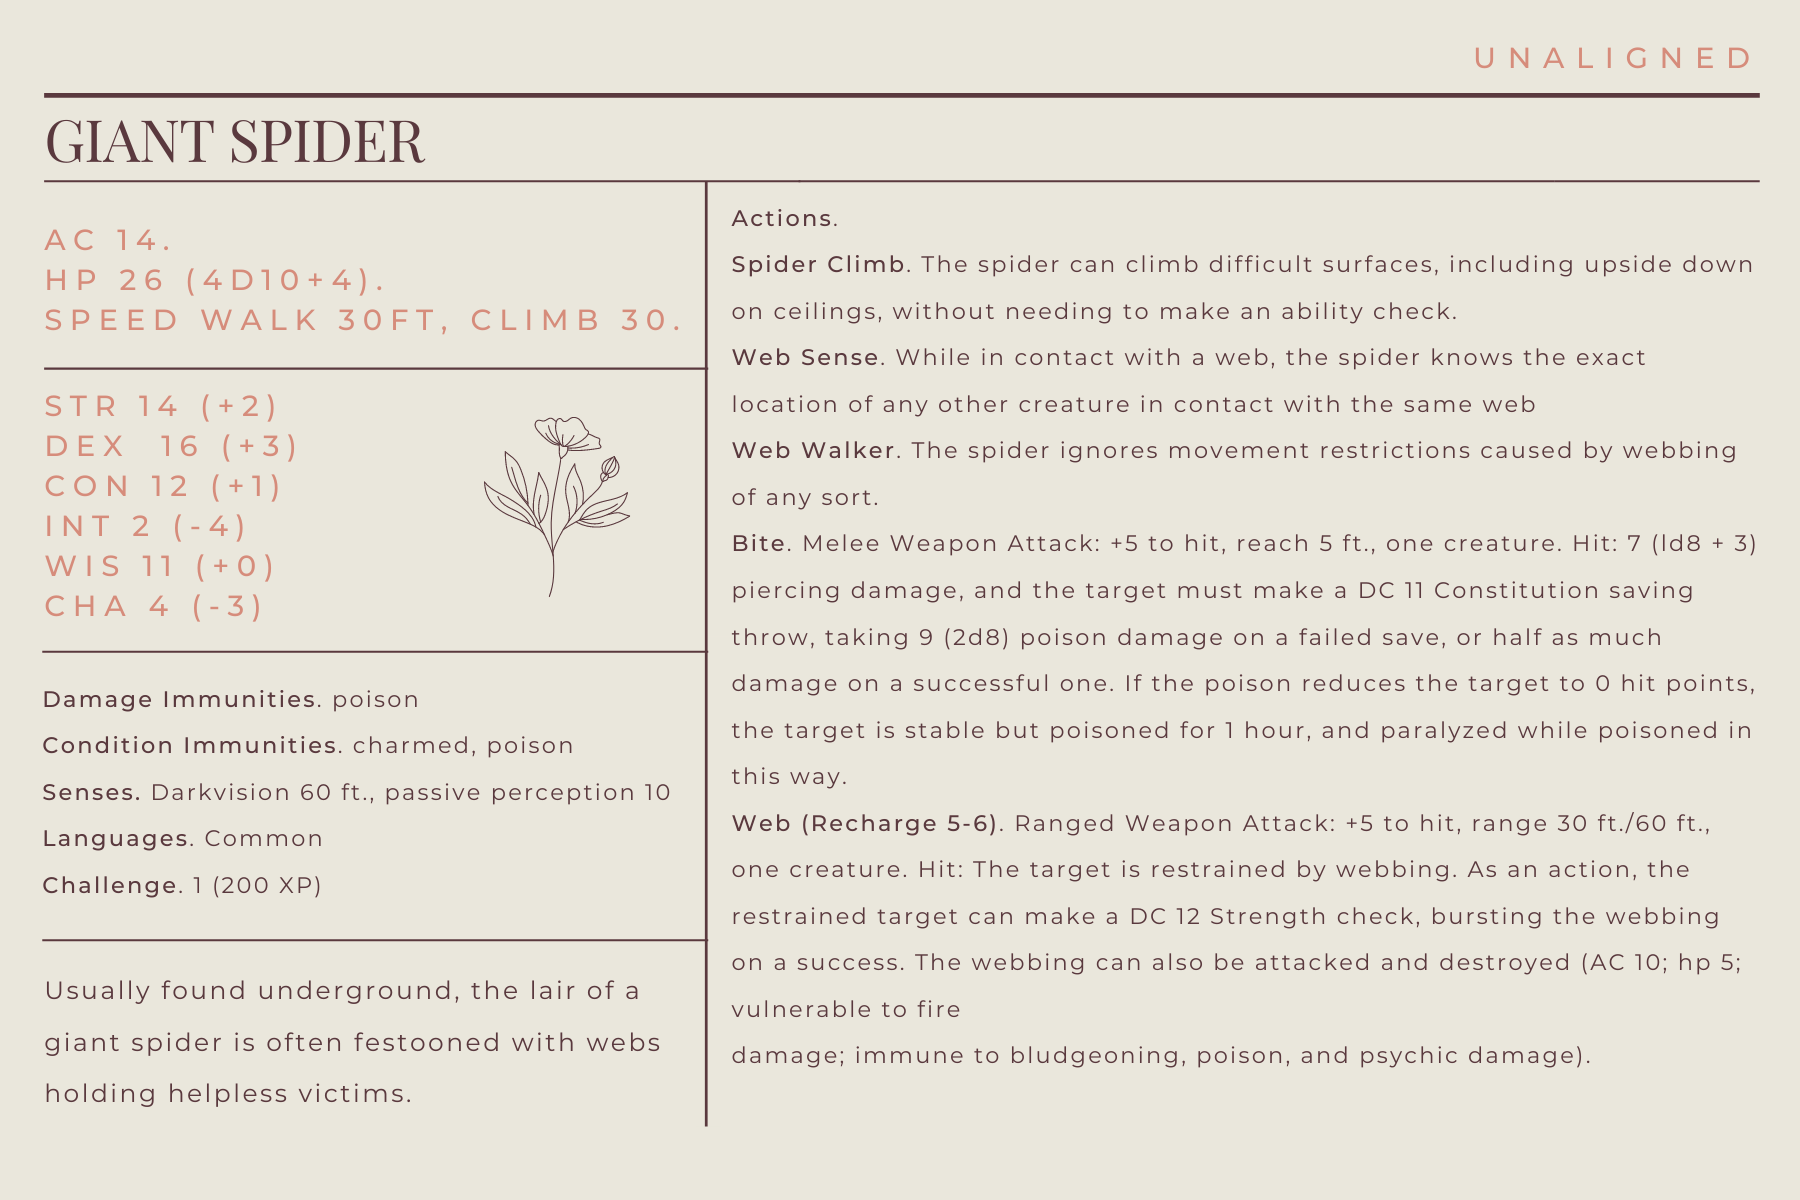 UNALIGNED
GIANT SPIDER
AC 14.
HP 26 (4D10+4).
SPEED WALK 30FT, CLIMB 30.
STR 14 (+2)
DEX 16 (+3)
CON 12 (+1)
INT 2 (-4)
WIS 11 (+0)
CHA 4 (-3)
Damage Immunities. poison
Condition Immunities. charmed, poison
Senses. Darkvision 60 ft., passive perception 10
Languages. Common
Challenge. 1 (200 XP)
Usually found underground, the lair of a
giant spider is often festooned with webs
holding helpless victims.
Actions.
Spider Climb. The spider can climb difficult surfaces, including upside down
on ceilings, without needing to make an ability check.
Web Sense. While in contact with a web, the spider knows the exact
location of any other creature in contact with the same web
Web Walker. The spider ignores movement restrictions caused by webbing
of any sort.
Bite. Melee Weapon Attack: +5 to hit, reach 5 ft., one creature. Hit: 7 (ld8 + 3)
piercing damage, and the target must make a DC 11 Constitution saving
throw, taking 9 (2d8) poison damage on a failed save, or half as much
damage on a successful one. If the poison reduces the target to 0 hit points,
the target is stable but poisoned for 1 hour, and paralyzed while poisoned in
this way.
Web (Recharge 5-6). Ranged Weapon Attack: +5 to hit, range 30 ft./60 ft.,
one creature. Hit: The target is restrained by webbing. As an action, the
restrained target can make a DC 12 Strength check, bursting the webbing
on a success. The webbing can also be attacked and destroyed (AC 10; hp 5;
vulnerable to fire
damage; immune to bludgeoning, poison, and psychic damage).